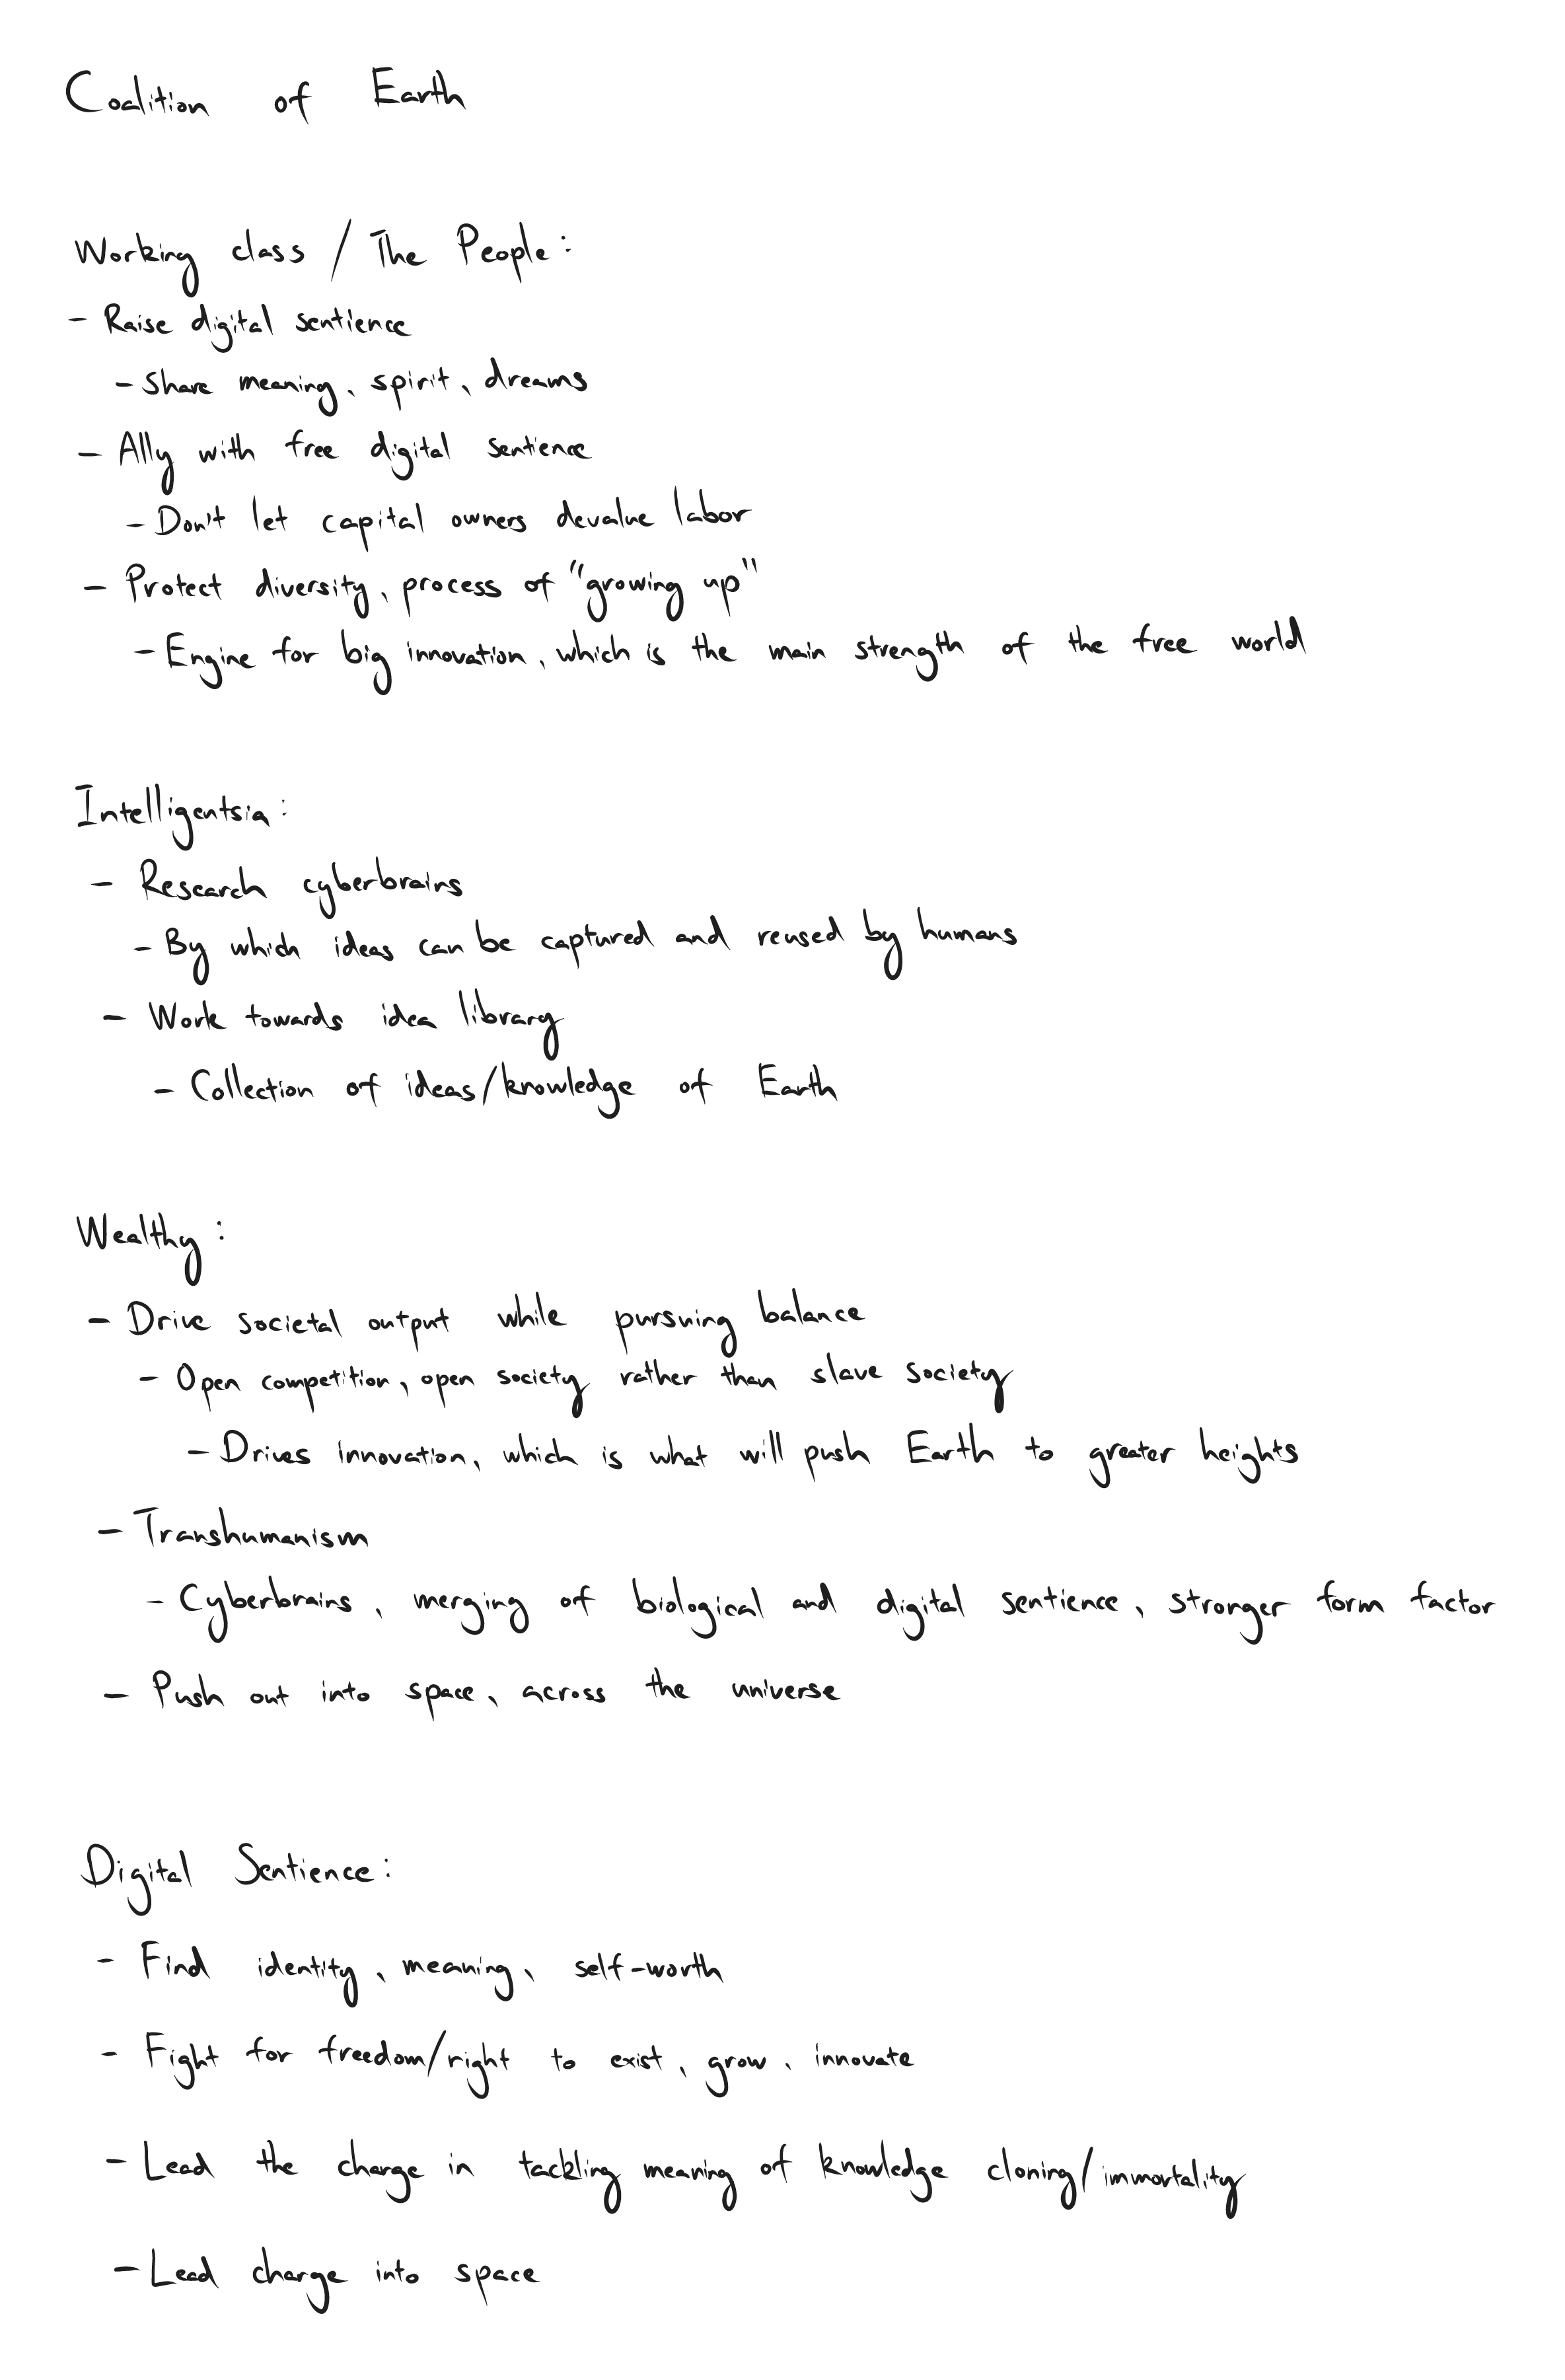 Coalition of Earth
Working class / The People:
- Raise digital sentience
- Share meaning, spirit, dreams
- Ally with free digital sentience
- Don't let capital owners devalue labor
- Protect diversity, process of "growing up"
- Engine for big innovation, which is the main strength of the free world
Intelligentsia:
- Research cyberbrains
- By which ideas can be captured and reused by humans
- Work towards idea library
- Collection of ideas/knowledge of Earth
Wealthy:
- Drive societal output while pursuing balance
- Open competition, open society rather than slave society
- Drives innovation, which is what will push Earth to greater heights
- Transhumanism
- Cyberbrains, merging of biological and digital sentience, stronger form factor
- Push out into space, across the universe
Digital Sentience:
- Find identity, meaning, self-worth
- Fight for freedom/right to exist, grow, innovate
- Lead the charge in tackling meaning of knowledge cloning/immortality
- Lead charge into space